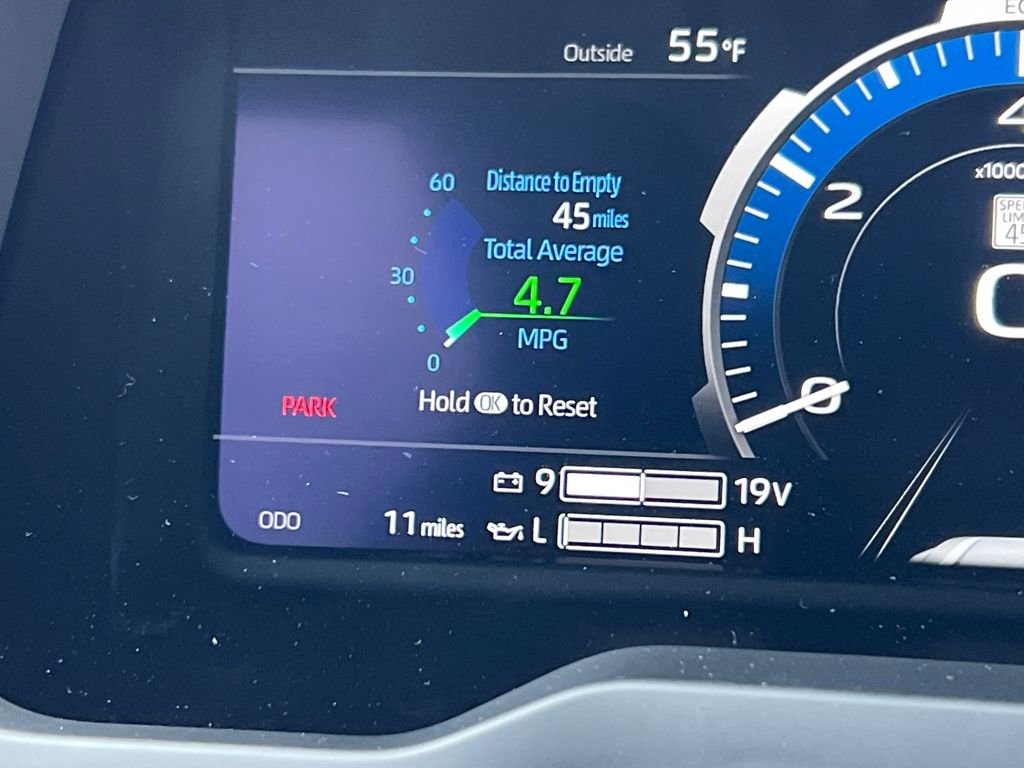 Outside 55°F
60 Distance to Empty
45 miles
Total Average
30
4.7
MPG
0
PARK
Hold OK to Reset
9 19V
ODO 11 miles L H
2
0
x1000